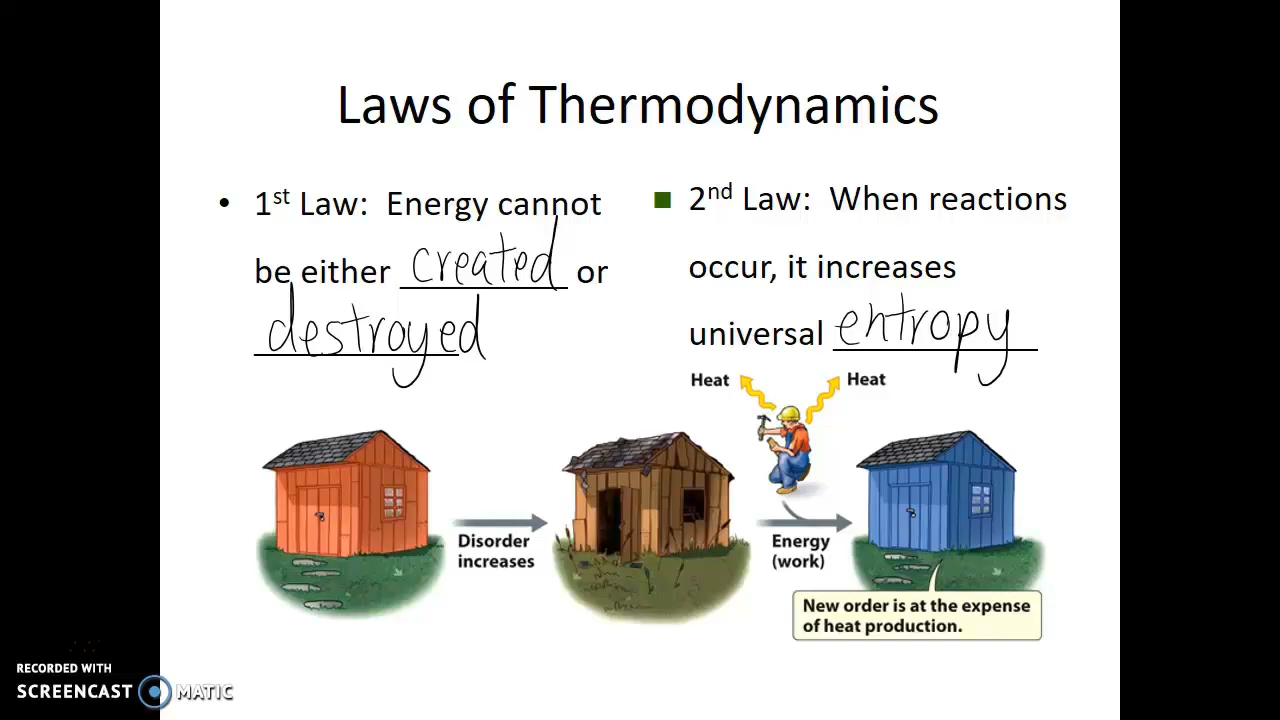 Laws of Thermodynamics
• 1st Law: Energy cannot
be either created or
destroyed
■ 2nd Law: When reactions
occur, it increases
universal entropy
Heat
Heat
Disorder
increases
Energy
(work)
New order is at the expense
of heat production.
RECORDED WITH
SCREENCAST MATIC